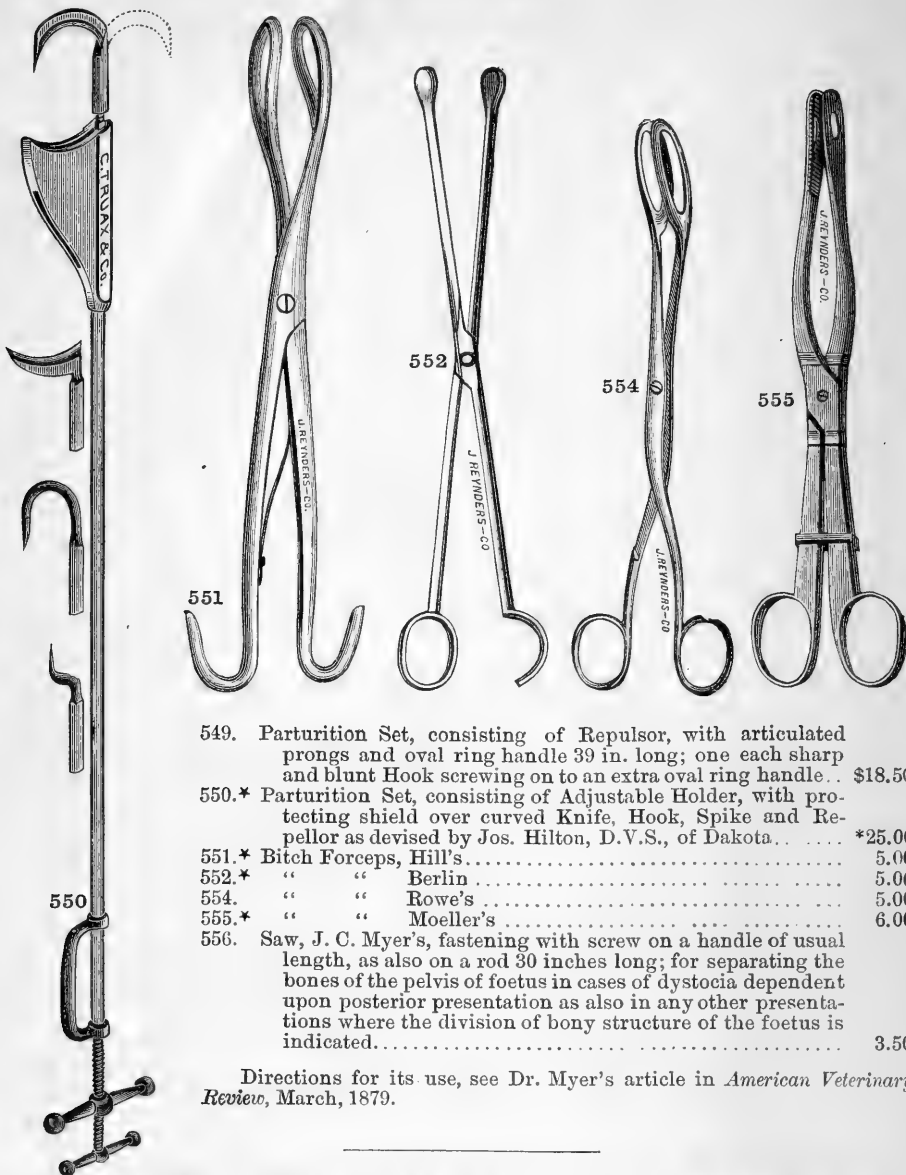 C. TRUAX & CO.
J. REYNDERS-CO.
J REYNDERS-CO
J. REYNDERS-CO
J. REYNDERS-CO.
551
552
554
555
550
549. Parturition Set, consisting of Repulsor, with articulated
prongs and oval ring handle 39 in. long; one each sharp
and blunt Hook screwing on to an extra oval ring handle.. $18.50
550.* Parturition Set, consisting of Adjustable Holder, with pro-
tecting shield over curved Knife, Hook, Spike and Re-
pellor as devised by Jos. Hilton, D.V.S., of Dakota...... *25.00
551.* Bitch Forceps, Hill's.................................... 5.00
552.* “ “ Berlin .................................. 5.00
554. “ “ Rowe's .................................. 5.00
555.* “ “ Moeller's ............................... 6.00
556. Saw, J. C. Myer's, fastening with screw on a handle of usual
length, as also on a rod 30 inches long; for separating the
bones of the pelvis of foetus in cases of dystocia dependent
upon posterior presentation as also in any other presenta-
tions where the division of bony structure of the foetus is
indicated............................................... 3.50
Directions for its use, see Dr. Myer's article in American Veterinary
Review, March, 1879.